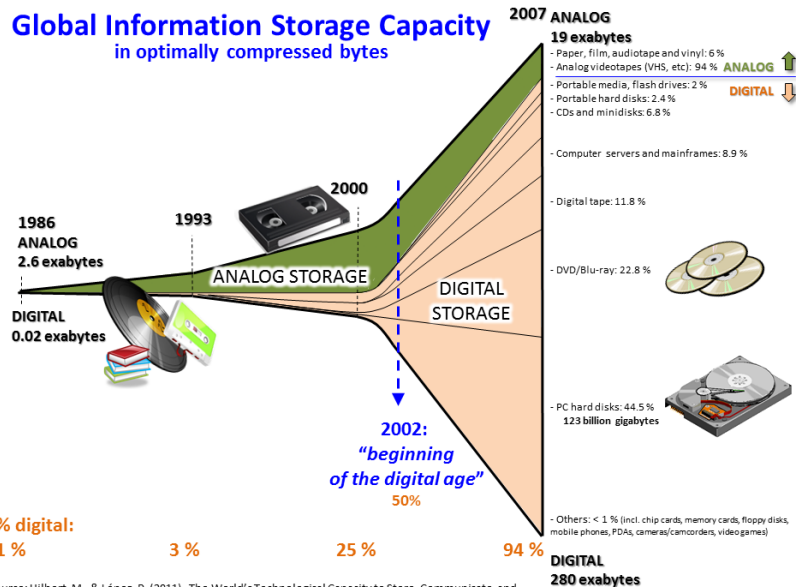 Global Information Storage Capacity
in optimally compressed bytes
2007 ANALOG
19 exabytes
- Paper, film, audiotape and vinyl: 6 %
- Analog videotapes (VHS, etc): 94 %
ANALOG
- Portable media, flash drives: 2 %
DIGITAL
- Portable hard disks: 2.4 %
- CDs and minidisks: 6.8 %
- Computer servers and mainframes: 8.9 %
- Digital tape: 11.8 %
- DVD/Blu-ray: 22.8 %
- PC hard disks: 44.5 %
123 billion gigabytes
- Others: < 1 % (incl. chip cards, memory cards, floppy disks,
mobile phones, PDAs, cameras/camcorders, video games)
DIGITAL
280 exabytes
2000
1993
1986
ANALOG
2.6 exabytes
DIGITAL
0.02 exabytes
ANALOG STORAGE
DIGITAL
STORAGE
2002:
“beginning
of the digital age”
50%
% digital:
1 %
3 %
25 %
94 %